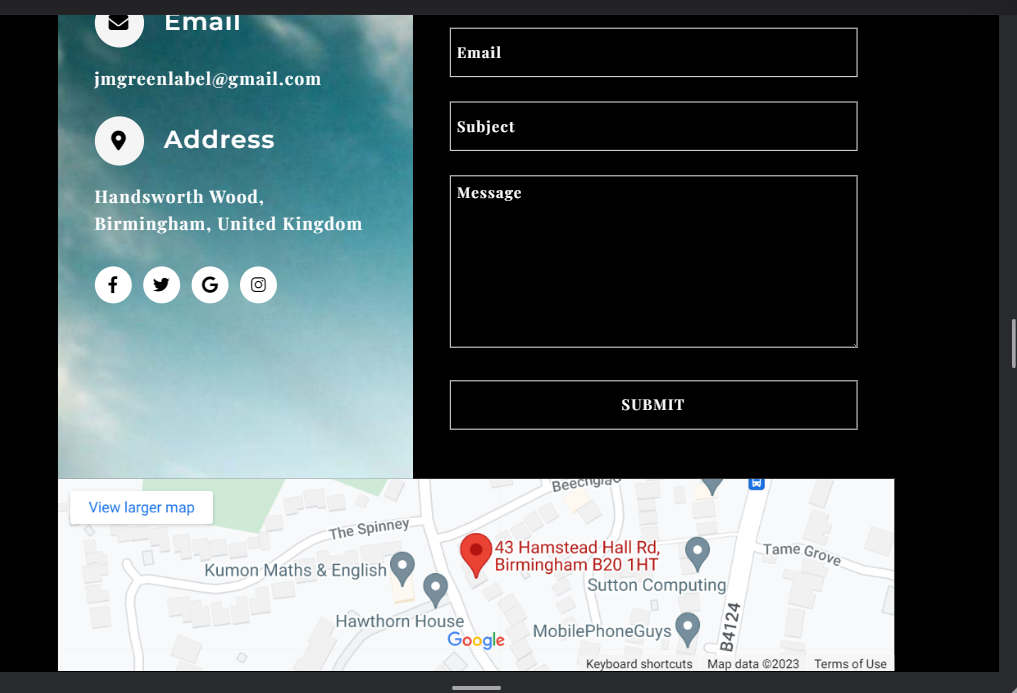 Email
jmgreenlabel@gmail.com
Address
Handsworth Wood,
Birmingham, United Kingdom
Email
Subject
Message
SUBMIT
View larger map
Beechglad
The Spinney
43 Hamstead Hall Rd,
Birmingham B20 1HT
Tame Grove
Kumon Maths & English
Sutton Computing
Hawthorn House
MobilePhoneGuys
B4124
Google
Keyboard shortcuts
Map data ©2023
Terms of Use